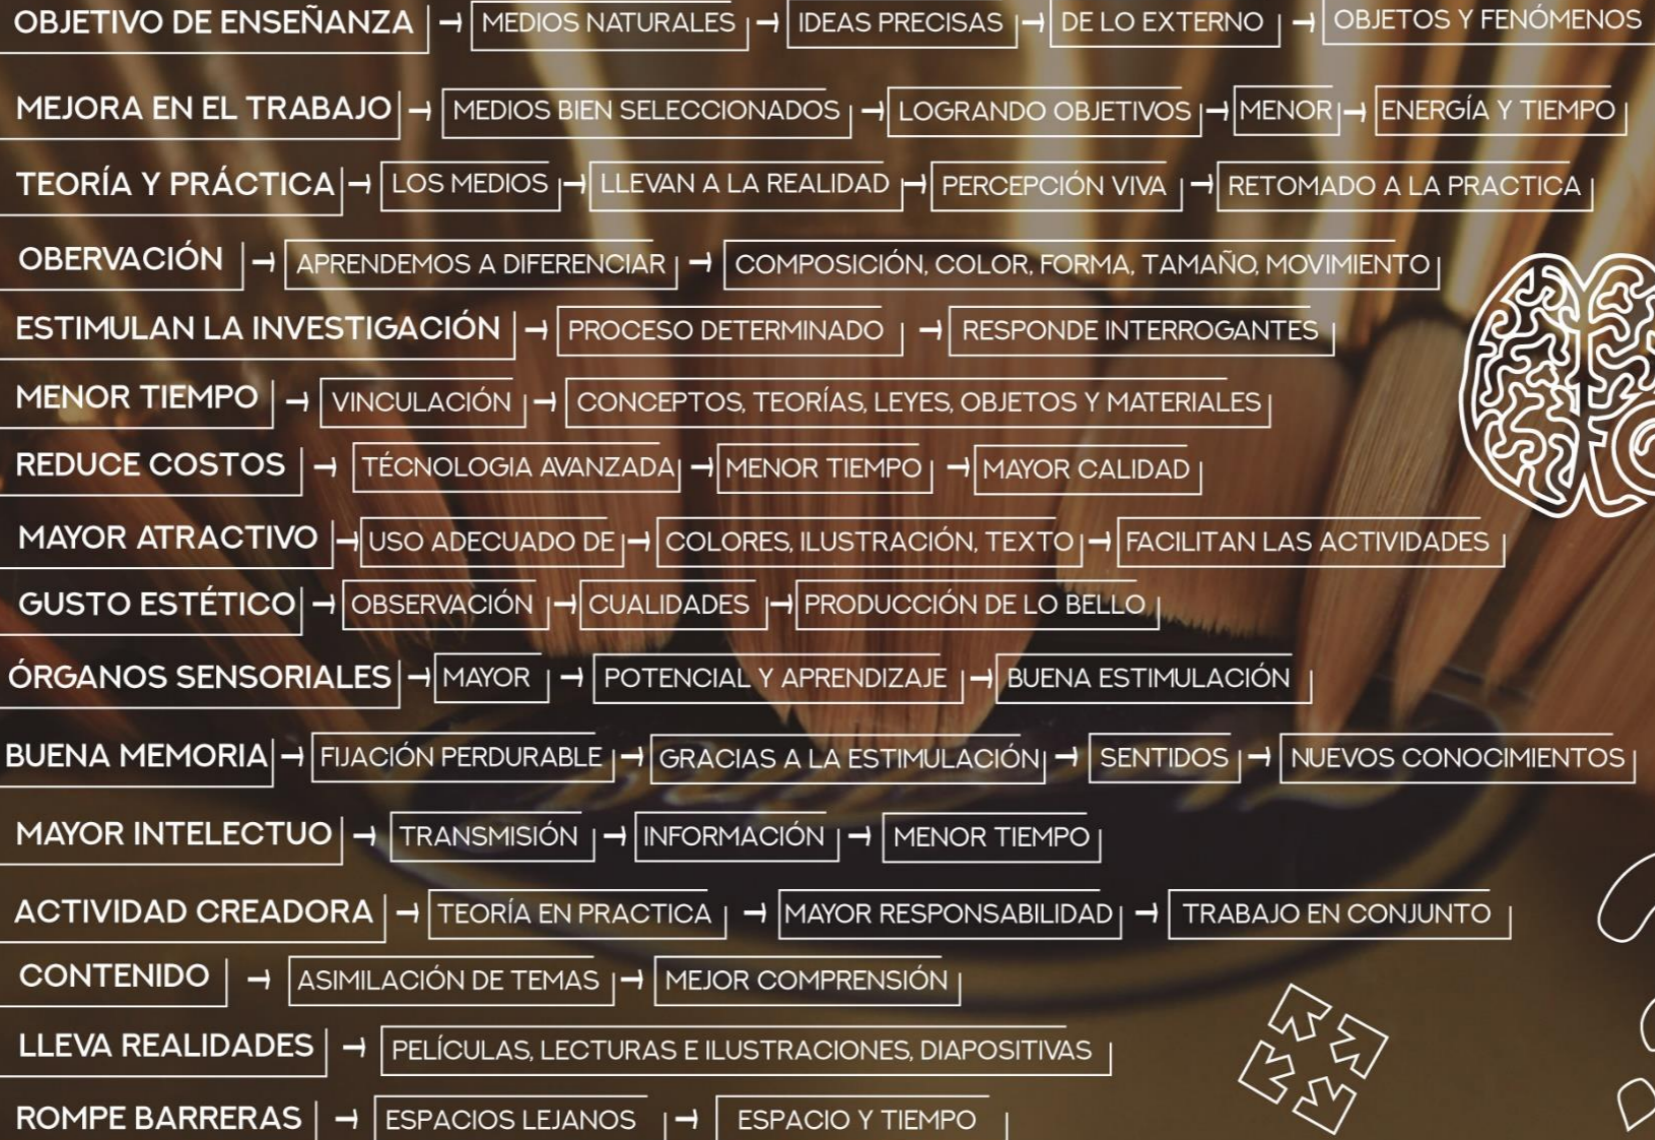 OBJETIVO DE ENSEÑANZA MEDIOS NATURALES IDEAS PRECISAS DE LO EXTERNO OBJETOS Y FENÓMENOS
MEJORA EN EL TRABAJO MEDIOS BIEN SELECCIONADOS LOGRANDO OBJETIVOS MENOR ENERGÍA Y TIEMPO
TEORÍA Y PRÁCTICA LOS MEDIOS LLEVAN A LA REALIDAD PERCEPCIÓN VIVA RETOMADO A LA PRACTICA
OBERVACIÓN APRENDEMOS A DIFERENCIAR COMPOSICIÓN, COLOR, FORMA, TAMAÑO, MOVIMIENTO
ESTIMULAN LA INVESTIGACIÓN PROCESO DETERMINADO RESPONDE INTERROGANTES
MENOR TIEMPO VINCULACIÓN CONCEPTOS, TEORÍAS, LEYES, OBJETOS Y MATERIALES
REDUCE COSTOS TÉCNOLOGIA AVANZADA MENOR TIEMPO MAYOR CALIDAD
MAYOR ATRACTIVO USO ADECUADO DE COLORES, ILUSTRACIÓN, TEXTO FACILITAN LAS ACTIVIDADES
GUSTO ESTÉTICO OBSERVACIÓN CUALIDADES PRODUCCIÓN DE LO BELLO
ÓRGANOS SENSORIALES MAYOR POTENCIAL Y APRENDIZAJE BUENA ESTIMULACIÓN
BUENA MEMORIA FIJACIÓN PERDURABLE GRACIAS A LA ESTIMULACIÓN SENTIDOS NUEVOS CONOCIMIENTOS
MAYOR INTELECTUO TRANSMISIÓN INFORMACIÓN MENOR TIEMPO
ACTIVIDAD CREADORA TEORÍA EN PRACTICA MAYOR RESPONSABILIDAD TRABAJO EN CONJUNTO
CONTENIDO ASIMILACIÓN DE TEMAS MEJOR COMPRENSIÓN
LLEVA REALIDADES PELÍCULAS, LECTURAS E ILUSTRACIONES, DIAPOSITIVAS
ROMPE BARRERAS ESPACIOS LEJANOS ESPACIO Y TIEMPO